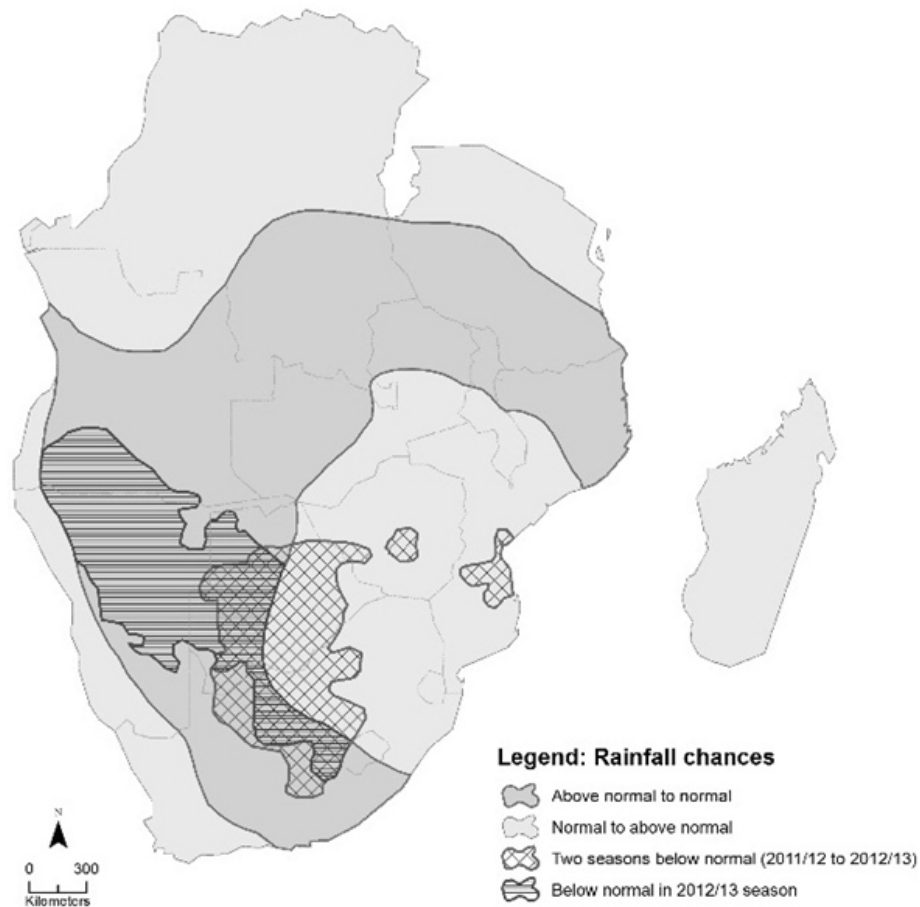 Legend: Rainfall chances
Above normal to normal
Normal to above normal
Two seasons below normal (2011/12 to 2012/13)
Below normal in 2012/13 season
N
0 300
Kilometers